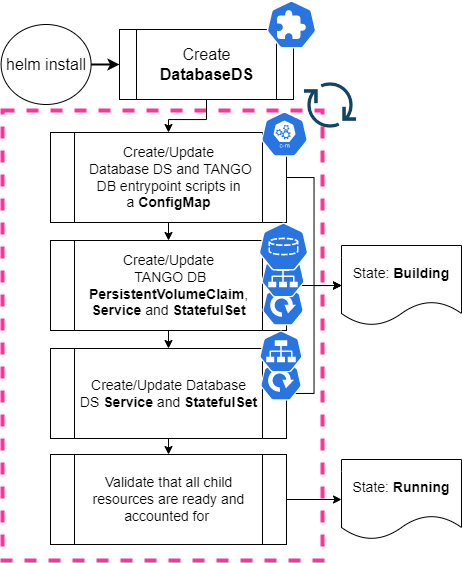 helm install
Create
DatabaseDS
Create/Update
Database DS and TANGO
DB entrypoint scripts in
a ConfigMap
c-m
Create/Update
TANGO DB
PersistentVolumeClaim,
Service and StatefulSet
State: Building
Create/Update Database
DS Service and StatefulSet
Validate that all child
resources are ready and
accounted for
State: Running